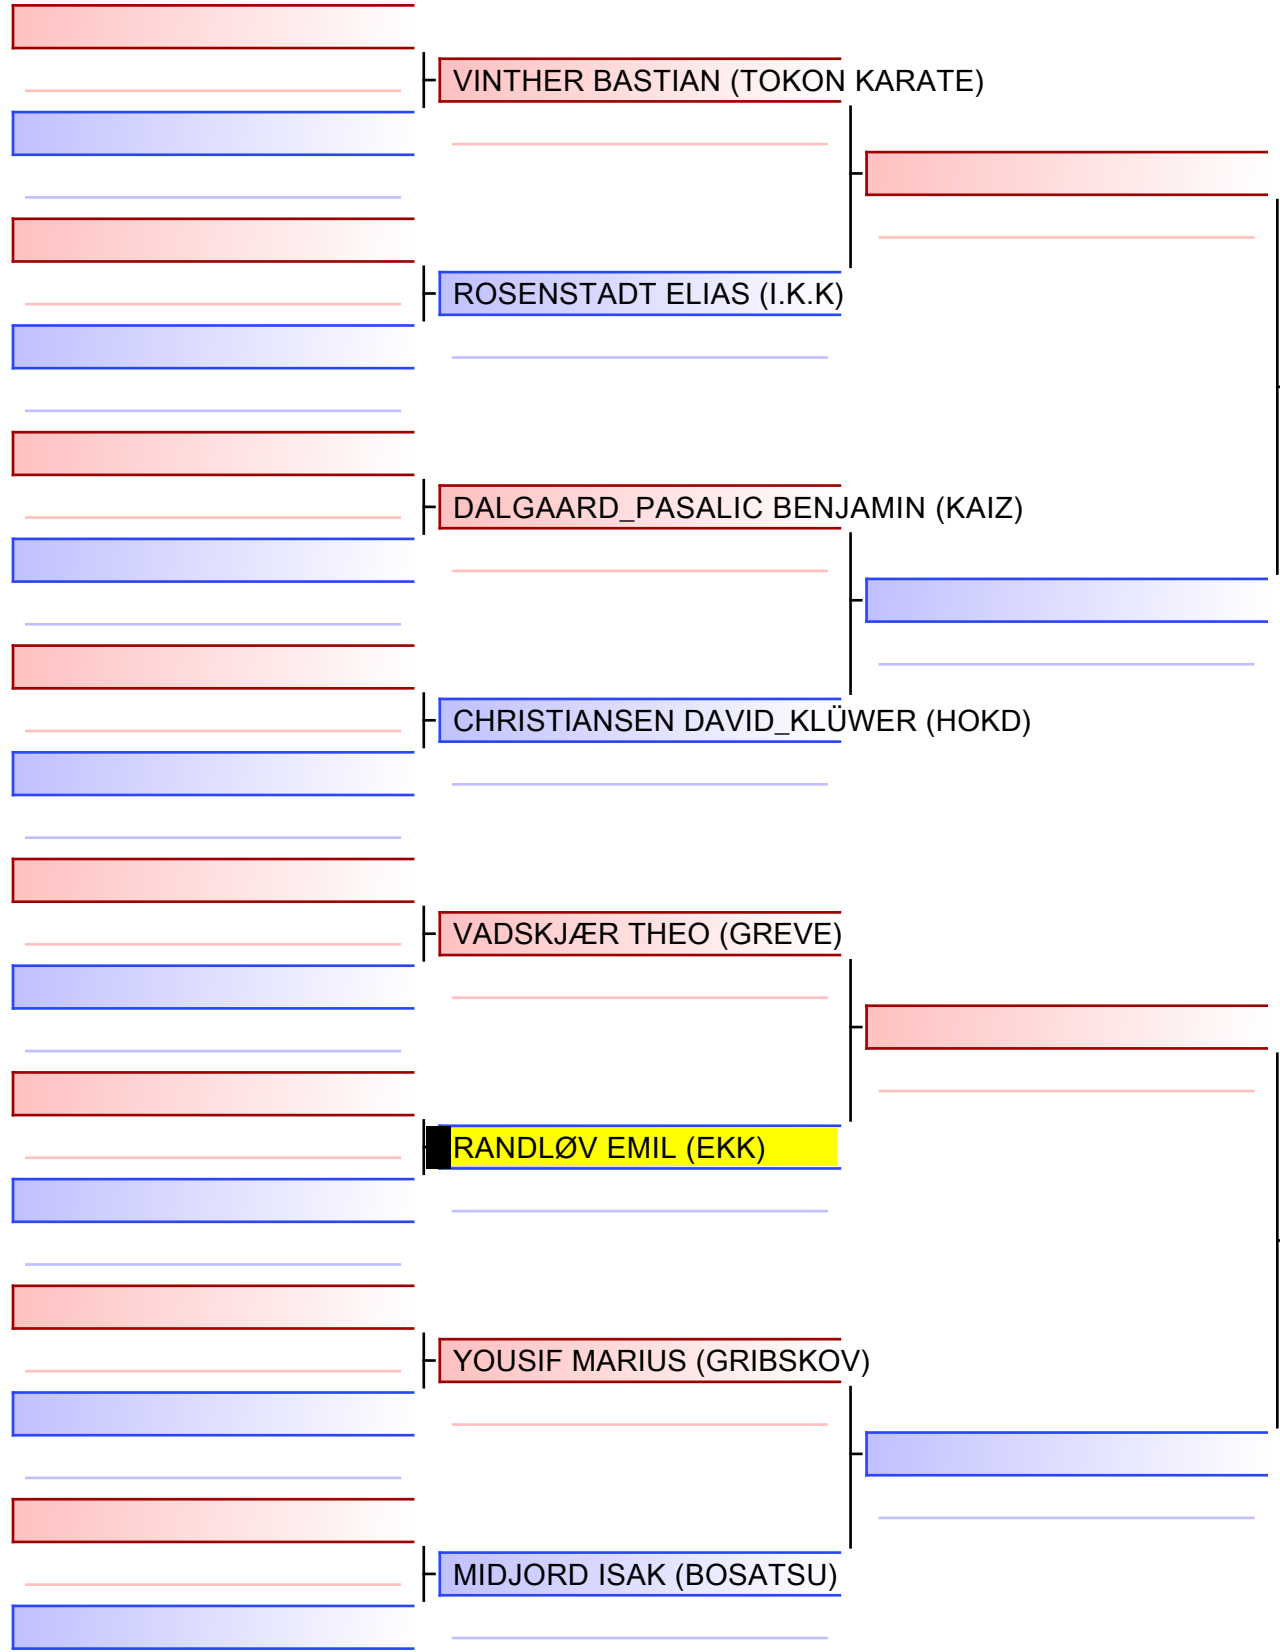 VINTHER BASTIAN (TOKON KARATE)
ROSENSTADT ELIAS (I.K.K)
DALGAARD_PASALIC BENJAMIN (KAIZ)
CHRISTIANSEN DAVID_KLÜWER (HOKD)
VADSKJÆR THEO (GREVE)
RANDLØV EMIL (EKK)
YOUSIF MARIUS (GRIBSKOV)
MIDJORD ISAK (BOSATSU)